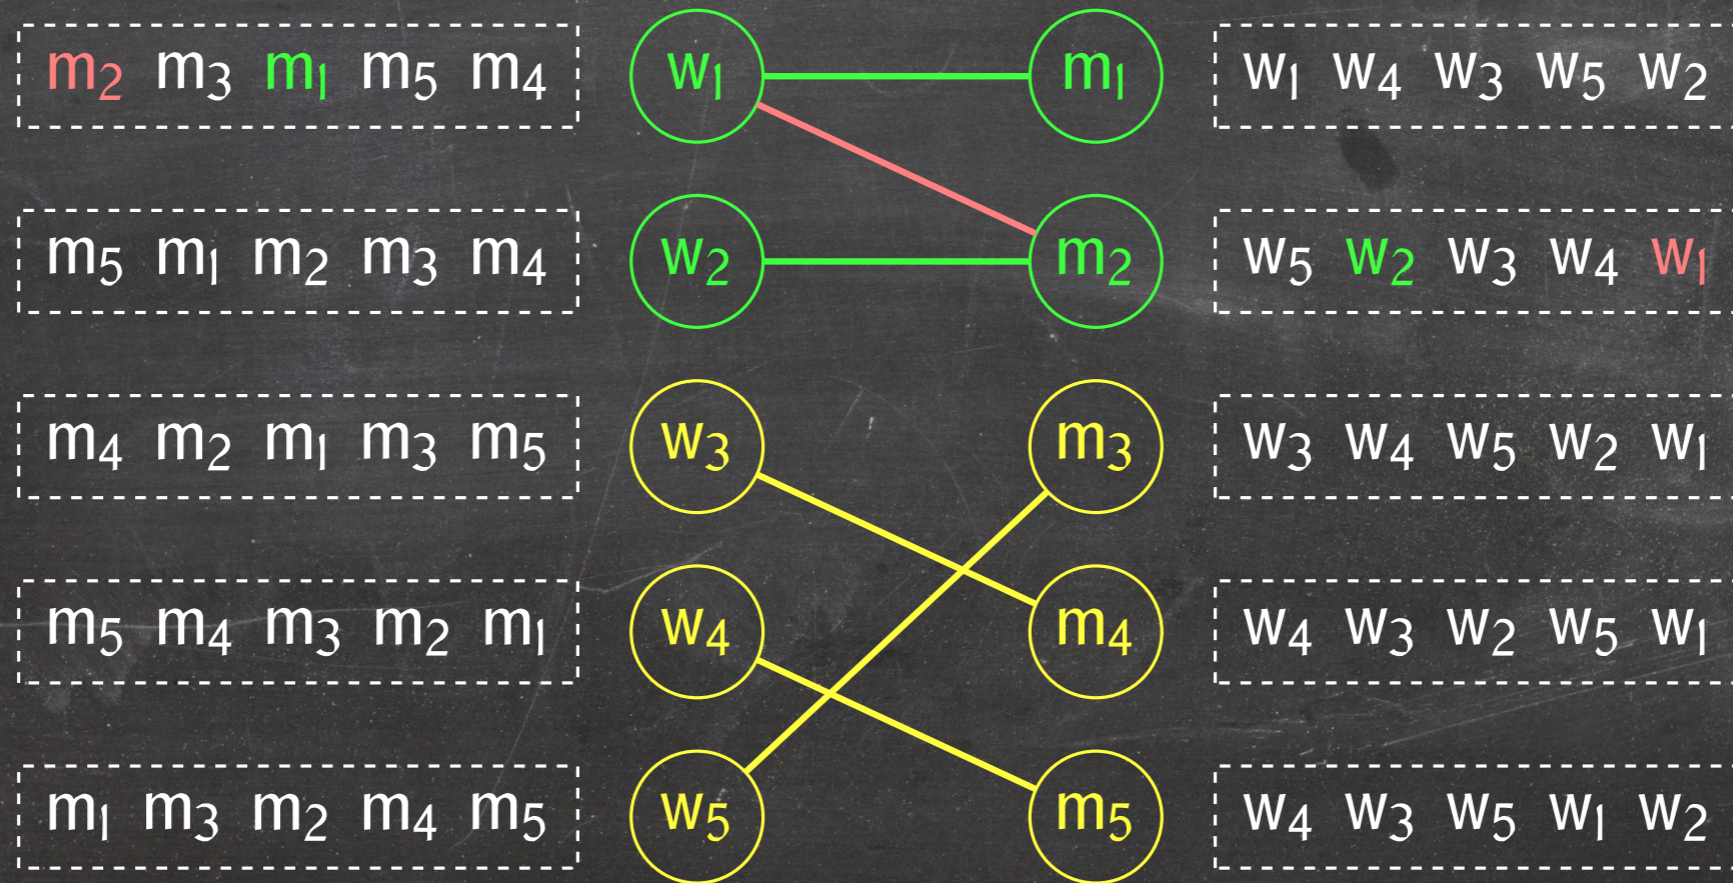 m₂ m₃ m₁ m₅ m₄ w₁ m₁ w₁ w₄ w₃ w₅ w₂
m₅ m₁ m₂ m₃ m₄ w₂ m₂ w₅ w₂ w₃ w₄ w₁
m₄ m₂ m₁ m₃ m₅ w₃ m₃ w₃ w₄ w₅ w₂ w₁
m₅ m₄ m₃ m₂ m₁ w₄ m₄ w₄ w₃ w₂ w₅ w₁
m₁ m₃ m₂ m₄ m₅ w₅ m₅ w₄ w₃ w₅ w₁ w₂